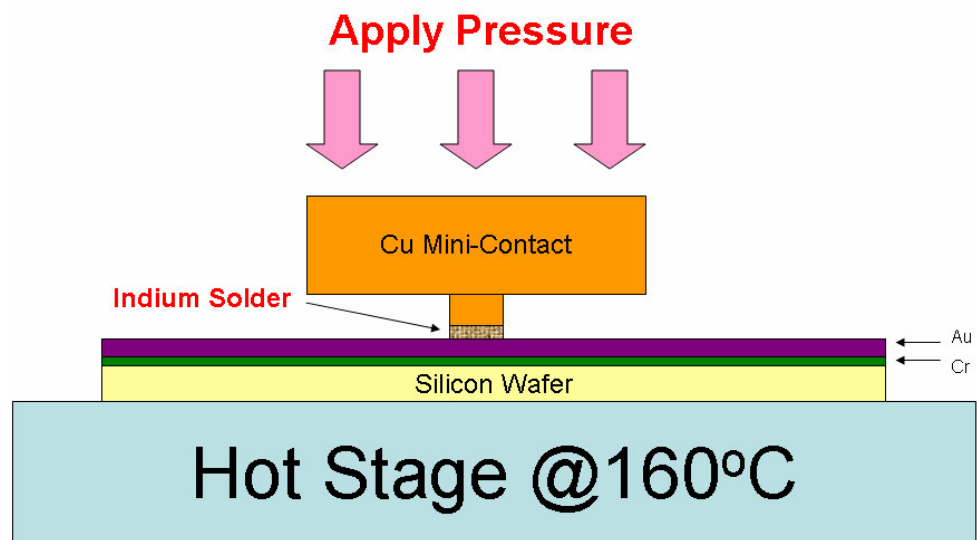 Apply Pressure
Cu Mini-Contact
Indium Solder
Au
Cr
Silicon Wafer
Hot Stage @160ºC